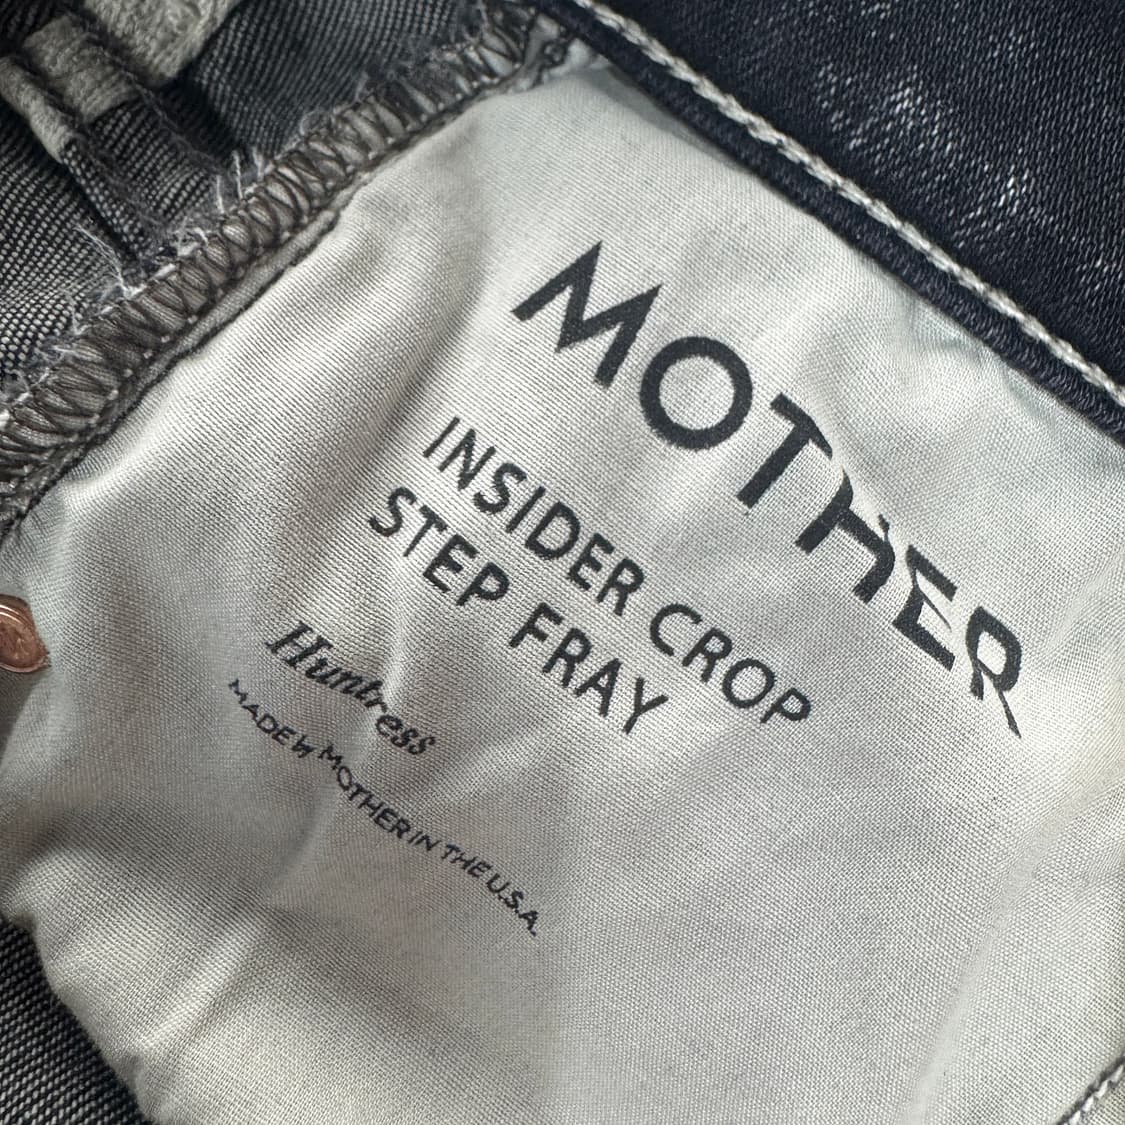 MOTHER
INSIDER CROP
STEP FRAY
Huntress
MADE by MOTHER IN THE U.S.A.